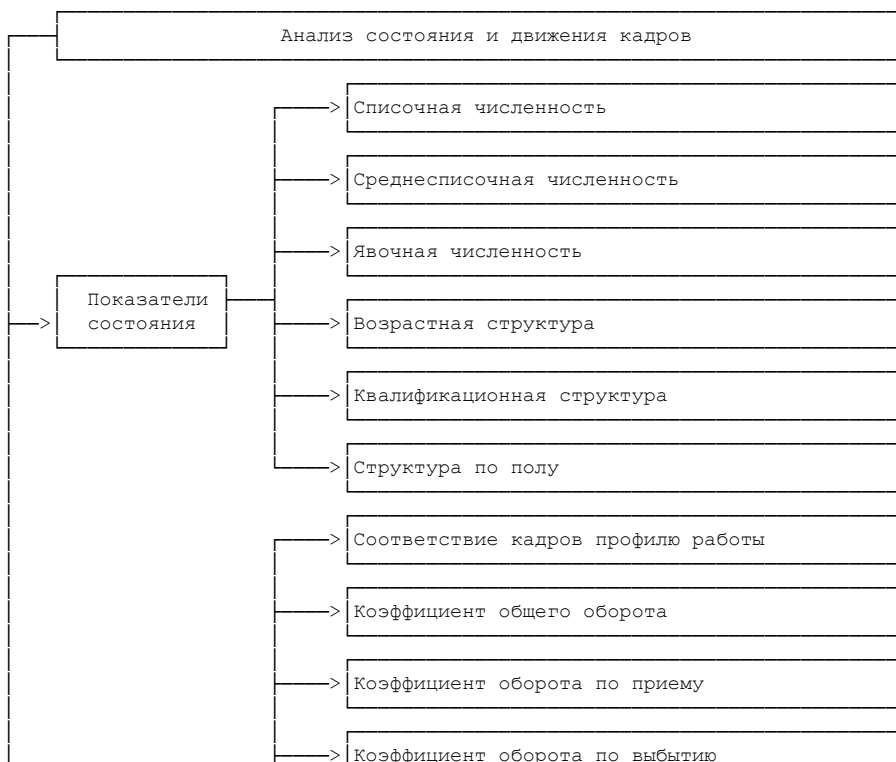 Анализ состояния и движения кадров
Списочная численность
Среднесписочная численность
Явочная численность
Показатели
состояния
Возрастная структура
Квалификационная структура
Структура по полу
Соответствие кадров профилю работы
Коэффициент общего оборота
Коэффициент оборота по приему
Коэффициент оборота по выбытию